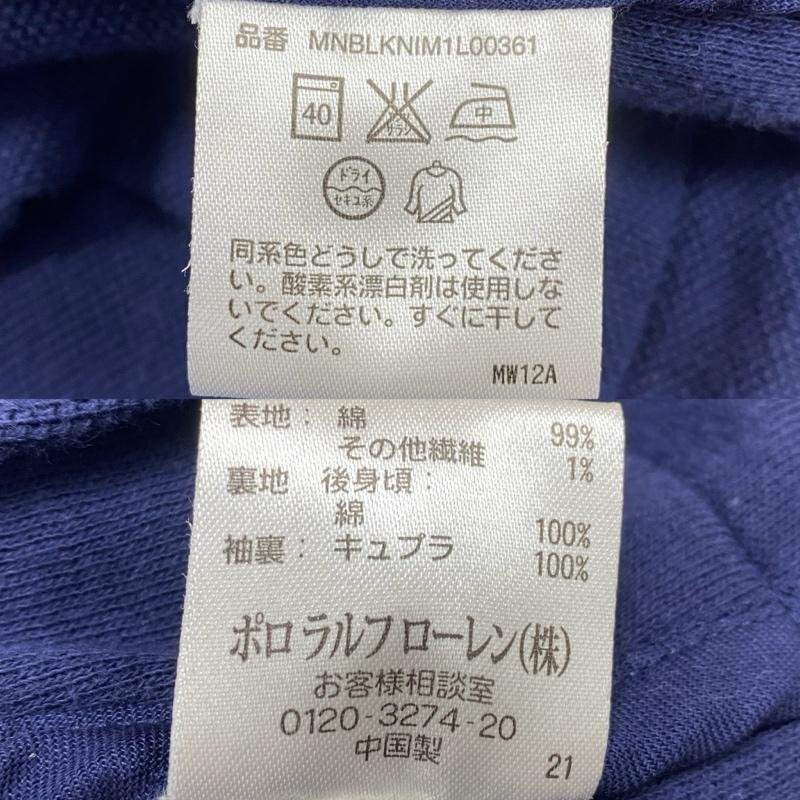 品番 MNBLKNIM1L00361
40 サラシ 中
ドライ
セキユ系
同系色どうしで洗ってくださ
い。酸素系漂白剤は使用しな
いでください。すぐに干して
ください。
MW12A
表地： 綿 99%
その他繊維 1%
裏地 後身頃：
綿 100%
袖裏： キュプラ 100%
ポロ ラルフ ローレン(株)
お客様相談室
0120-3274-20
中国製
21